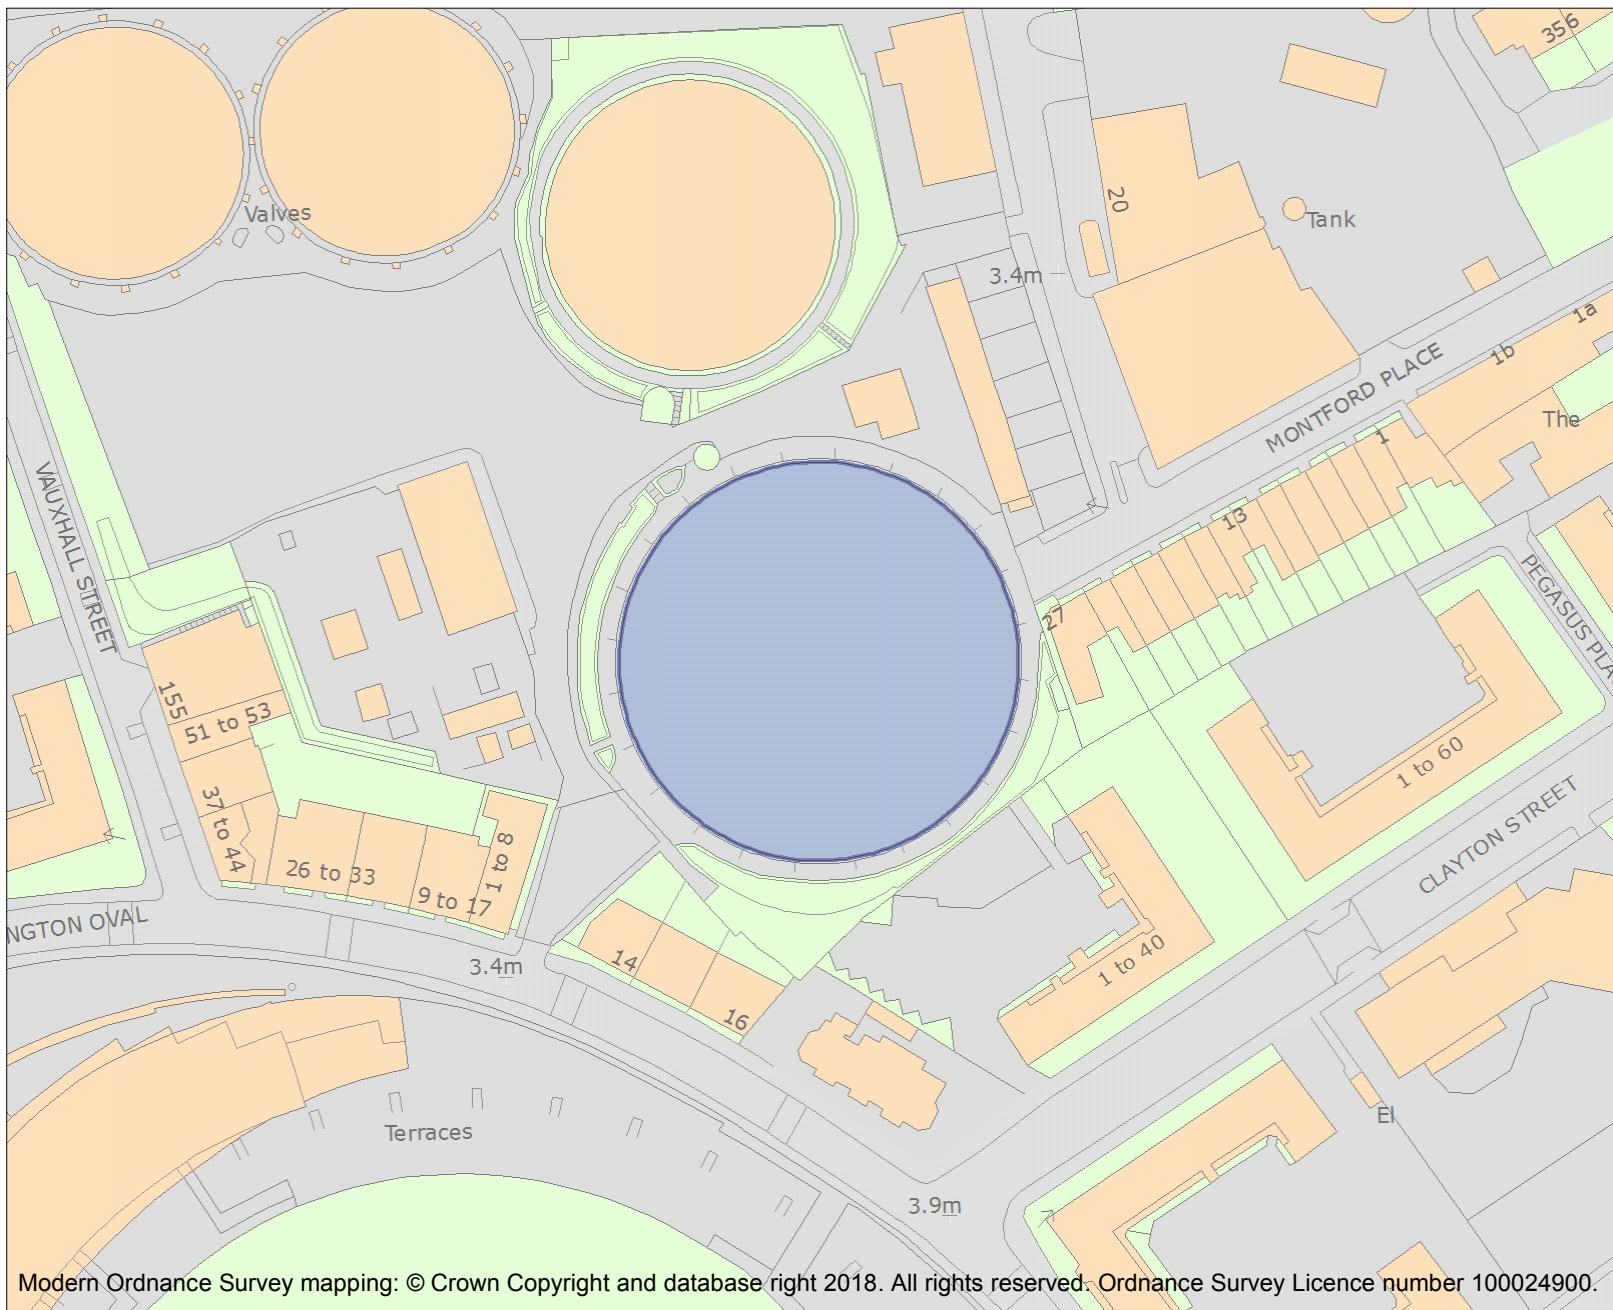 356
Valves
20
Tank
3.4m
1a
1b
MONTFORD PLACE
The
1
13
VAUXHALL STREET
27
PEGASUS PLA
155
51 to 53
37 to 44
26 to 33
9 to 17
1 to 8
1 to 60
CLAYTON STREET
NGTON OVAL
3.4m
14
16
1 to 40
El
Terraces
3.9m
Modern Ordnance Survey mapping: © Crown Copyright and database right 2018. All rights reserved. Ordnance Survey Licence number 100024900.